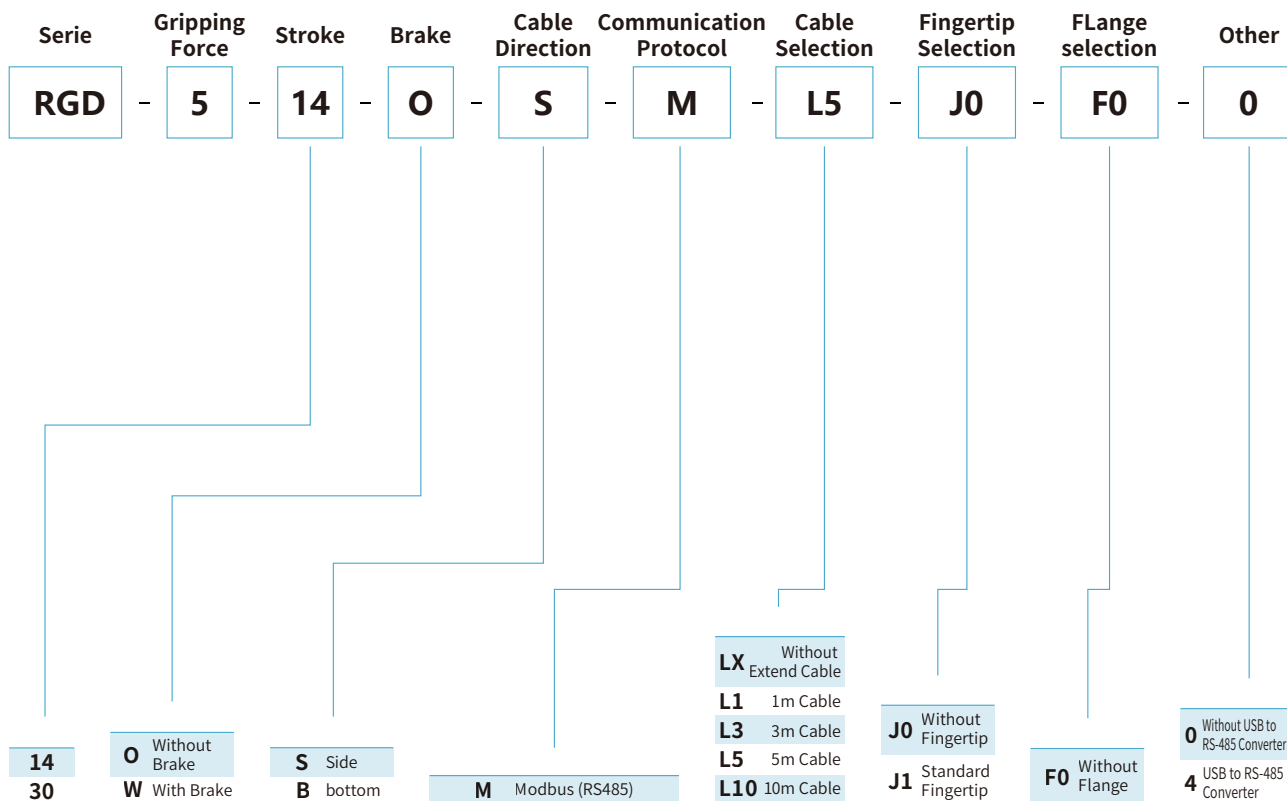 Serie
Gripping
Force
Stroke
Brake
Cable
Direction
Communication
Protocol
Cable
Selection
Fingertip
Selection
FLange
selection
Other
RGD - 5 - 14 - O - S - M - L5 - J0 - F0 - 0
14
30
O Without
Brake
W With Brake
S Side
B bottom
M Modbus (RS485)
LX Without
Extend Cable
L1 1m Cable
L3 3m Cable
L5 5m Cable
L10 10m Cable
J0 Without
Fingertip
J1 Standard
Fingertip
F0 Without
Flange
0 Without USB to
RS-485 Converter
4 USB to RS-485
Converter